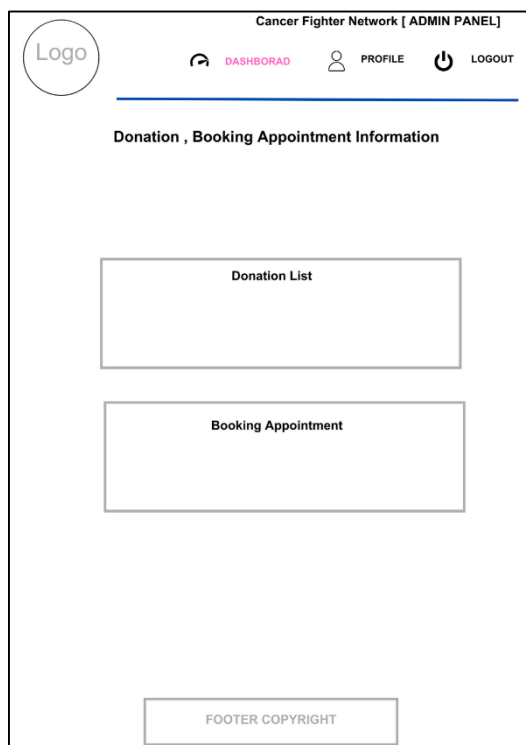 Cancer Fighter Network [ ADMIN PANEL]
Logo
DASHBORAD PROFILE LOGOUT
Donation , Booking Appointment Information
Donation List
Booking Appointment
FOOTER COPYRIGHT